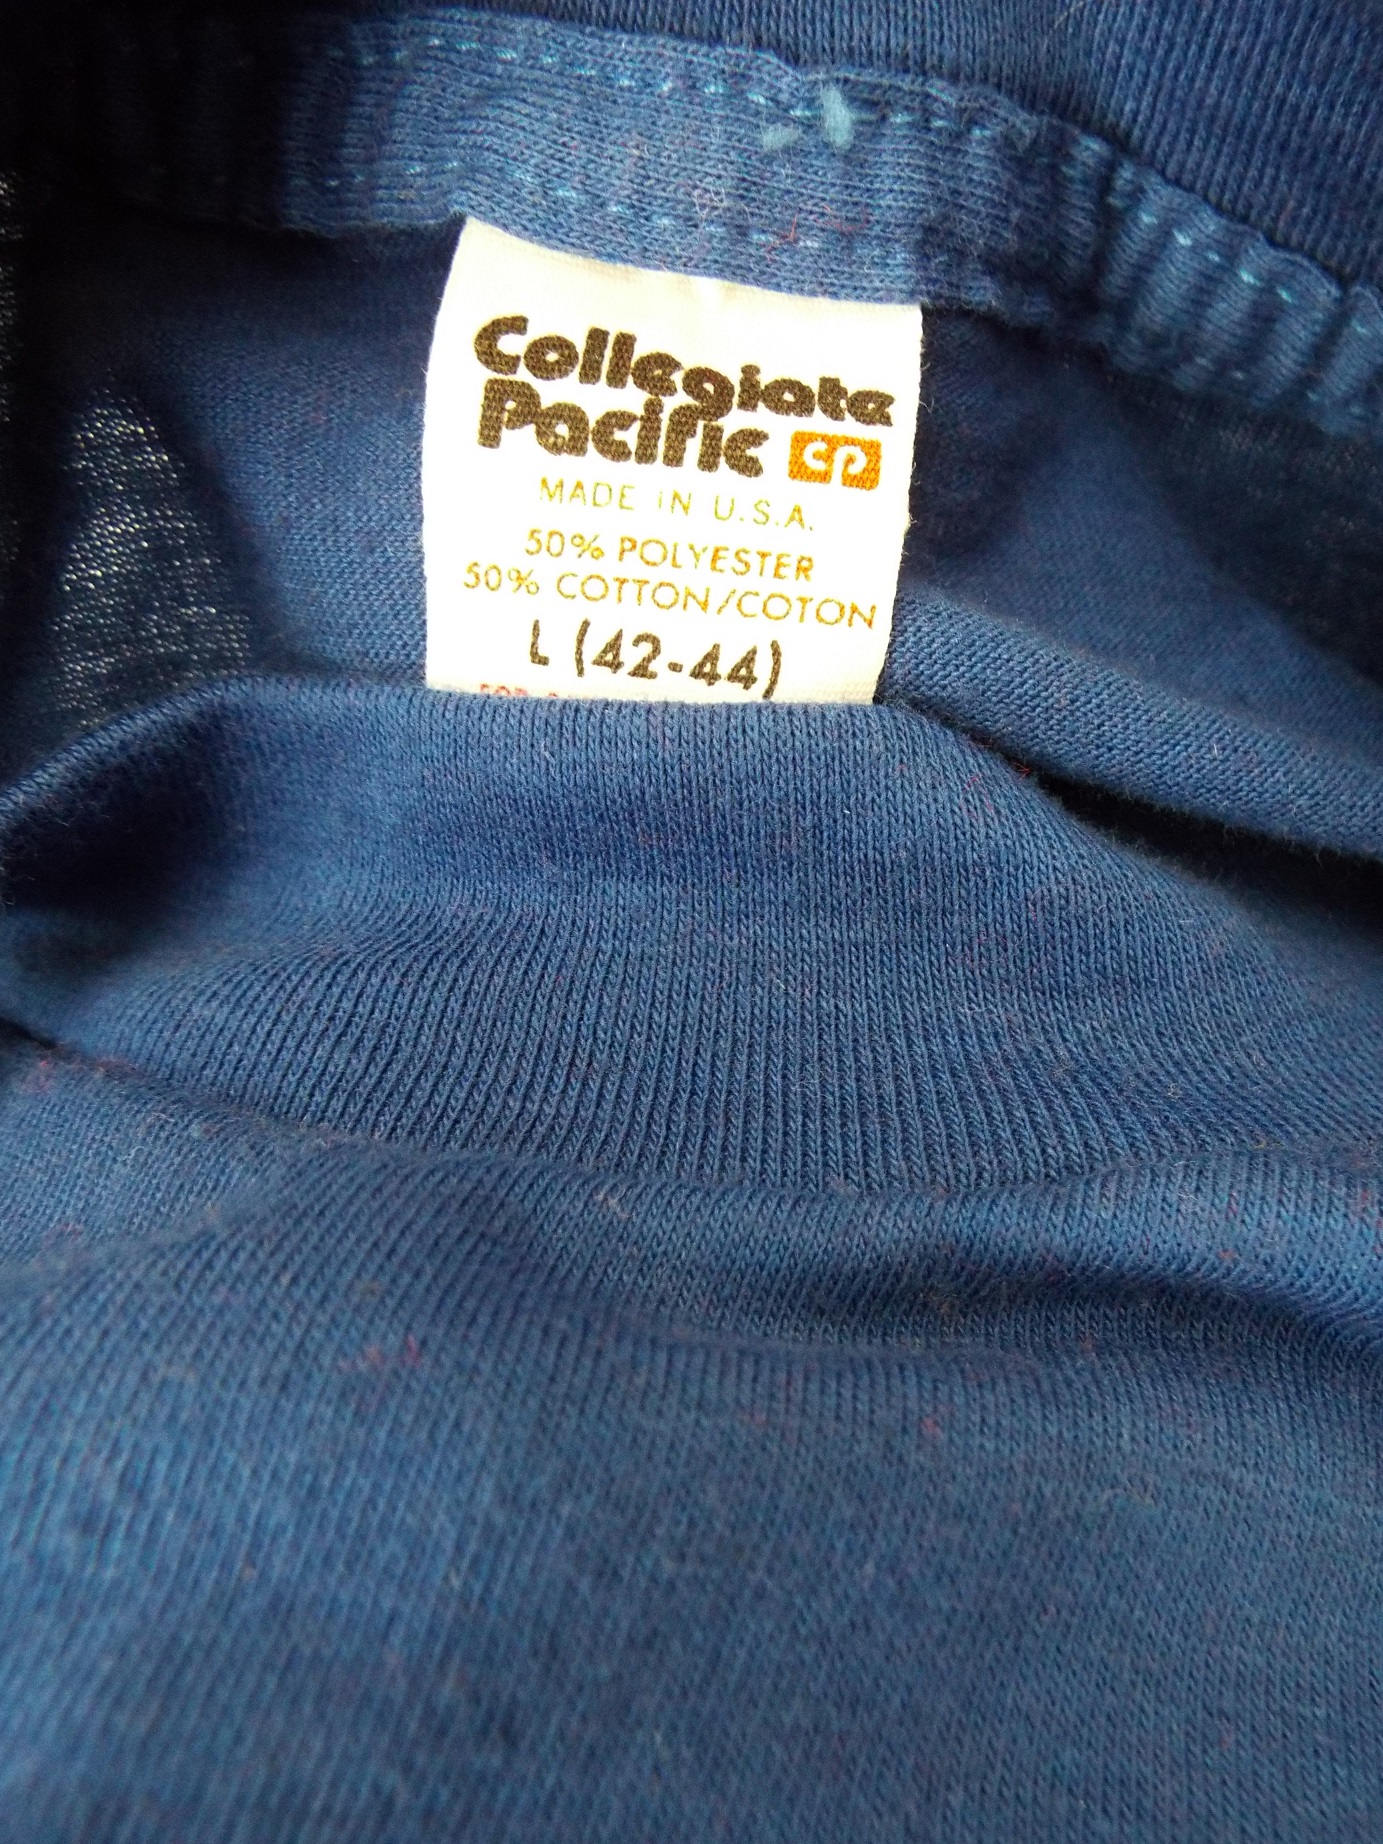 Collegiate
Pacific CP
MADE IN U.S.A.
50% POLYESTER
50% COTTON/COTON
L (42-44)